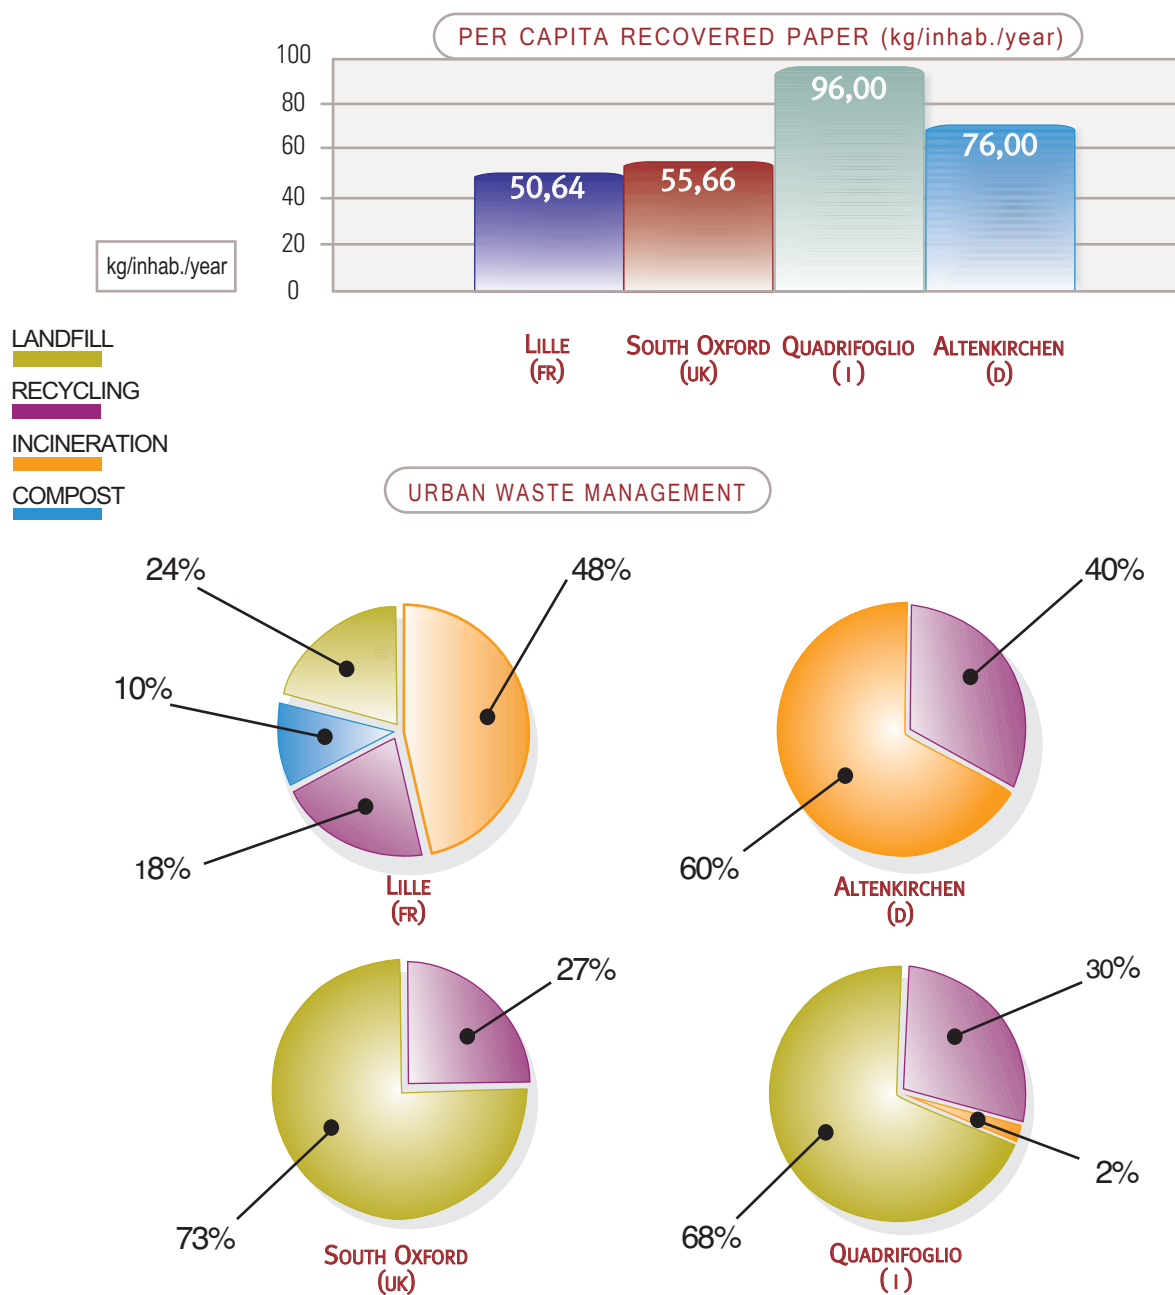 PER CAPITA RECOVERED PAPER (kg/inhab./year)
100
80
60
40
20
0
kg/inhab./year
50,64
55,66
96,00
76,00
LILLE
(FR)
SOUTH OXFORD
(UK)
QUADRIFOGLIO
( I )
ALTENKIRCHEN
(D)
LANDFILL
RECYCLING
INCINERATION
COMPOST
URBAN WASTE MANAGEMENT
24%
48%
10%
18%
LILLE
(FR)
40%
60%
ALTENKIRCHEN
(D)
27%
73%
SOUTH OXFORD
(UK)
30%
2%
68%
QUADRIFOGLIO
( I )